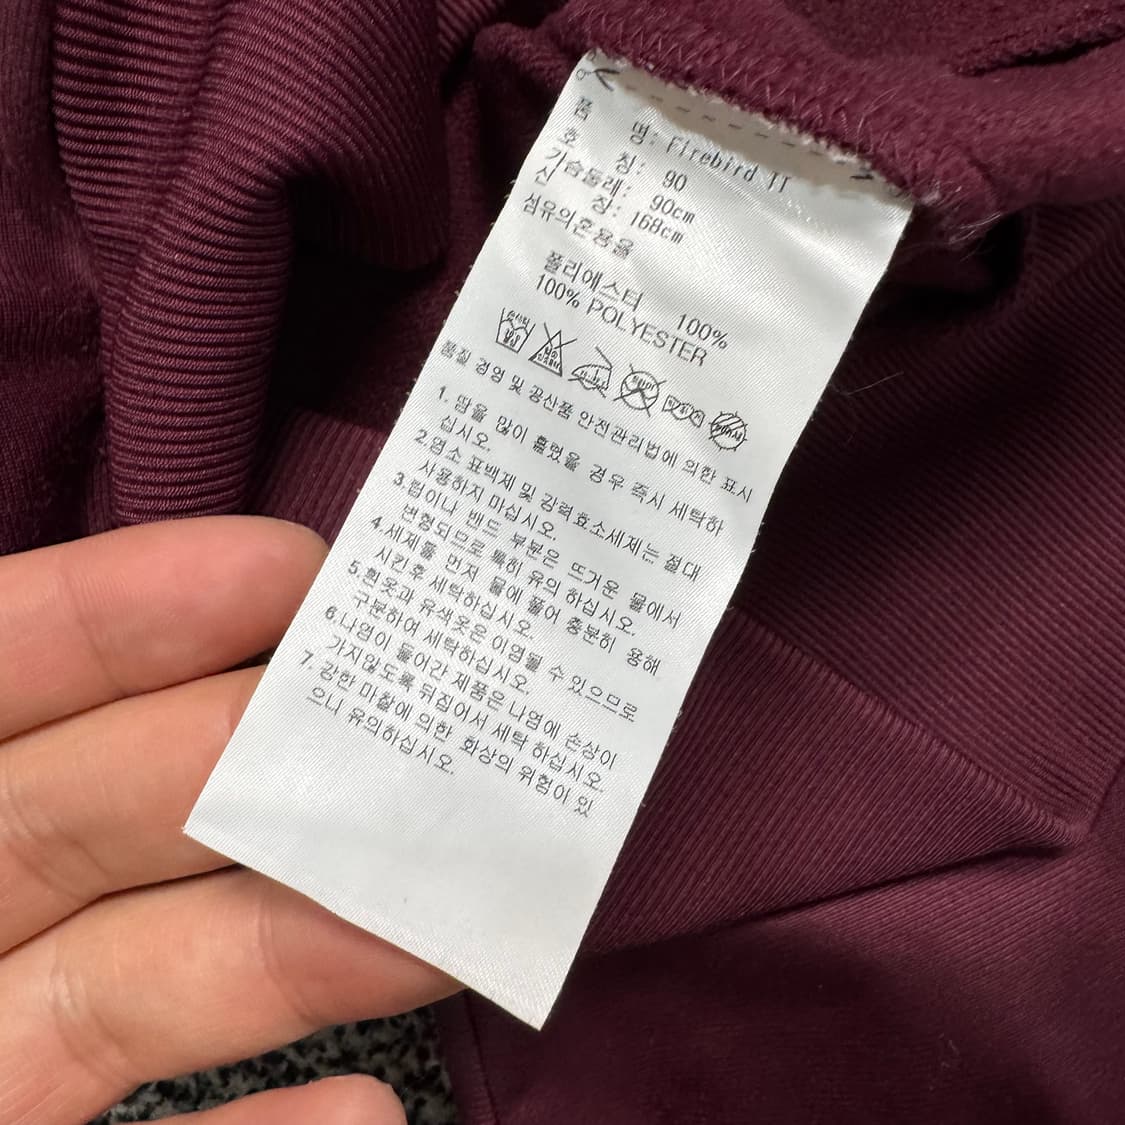 품 명: Firebird TT
호 칭: 90
가슴둘레: 90cm
신 장: 168cm
섬유의혼용율
폴리에스터 100%
100% POLYESTER
품질 경영 및 공산품 안전관리법에 의한 표시
1. 땀을 많이 흘렸을 경우 즉시 세탁하
십시오.
2.염소 표백제 및 강력효소세제는 절대
사용하지 마십시오.
3.컵이나 밴드 부분은 뜨거운 물에서
변형되므로 특히 유의 하십시오.
4.세제를 먼저 물에 풀어 충분히 용해
시킨후 세탁하십시오.
5.흰옷과 유색옷은 이염될 수 있으므로
구분하여 세탁하십시오.
6.나염이 들어간 제품은 나염에 손상이
가지않도록 뒤집어서 세탁 하십시오.
7. 강한 마찰에 의한 화상의 위험이 있
으니 유의하십시오.